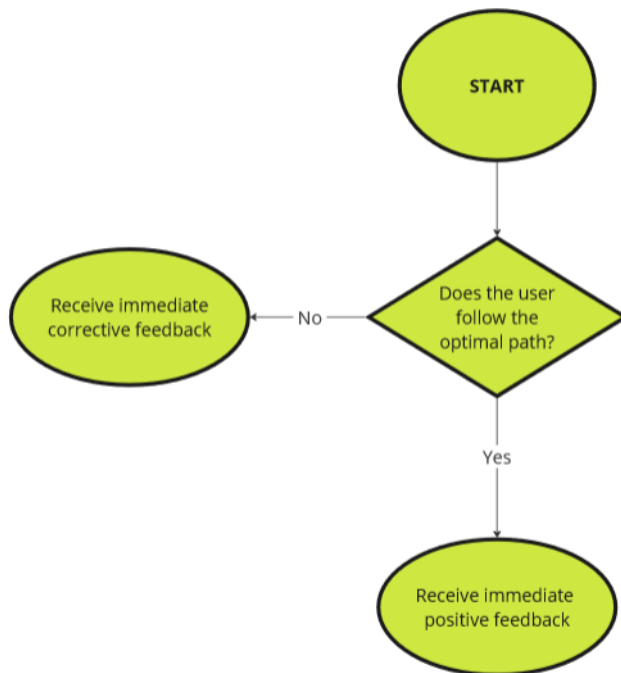 START
Does the user
follow the
optimal path?
No
Receive immediate
corrective feedback
Yes
Receive immediate
positive feedback